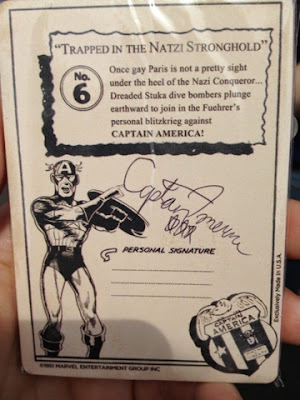 "TRAPPED IN THE NATZI STRONGHOLD"
No.
6
Once gay Paris is not a pretty sight
under the heel of the Nazi Conqueror...
Dreaded Stuka dive bombers plunge
earthward to join in the Fuehrer's
personal blitzkrieg against
CAPTAIN AMERICA!
A
Captain America
PERSONAL SIGNATURE
CAPTAIN
AMERICA
Exclusively Made in U.S.A
MARVEL ENTERTAINMENT GROUP INC